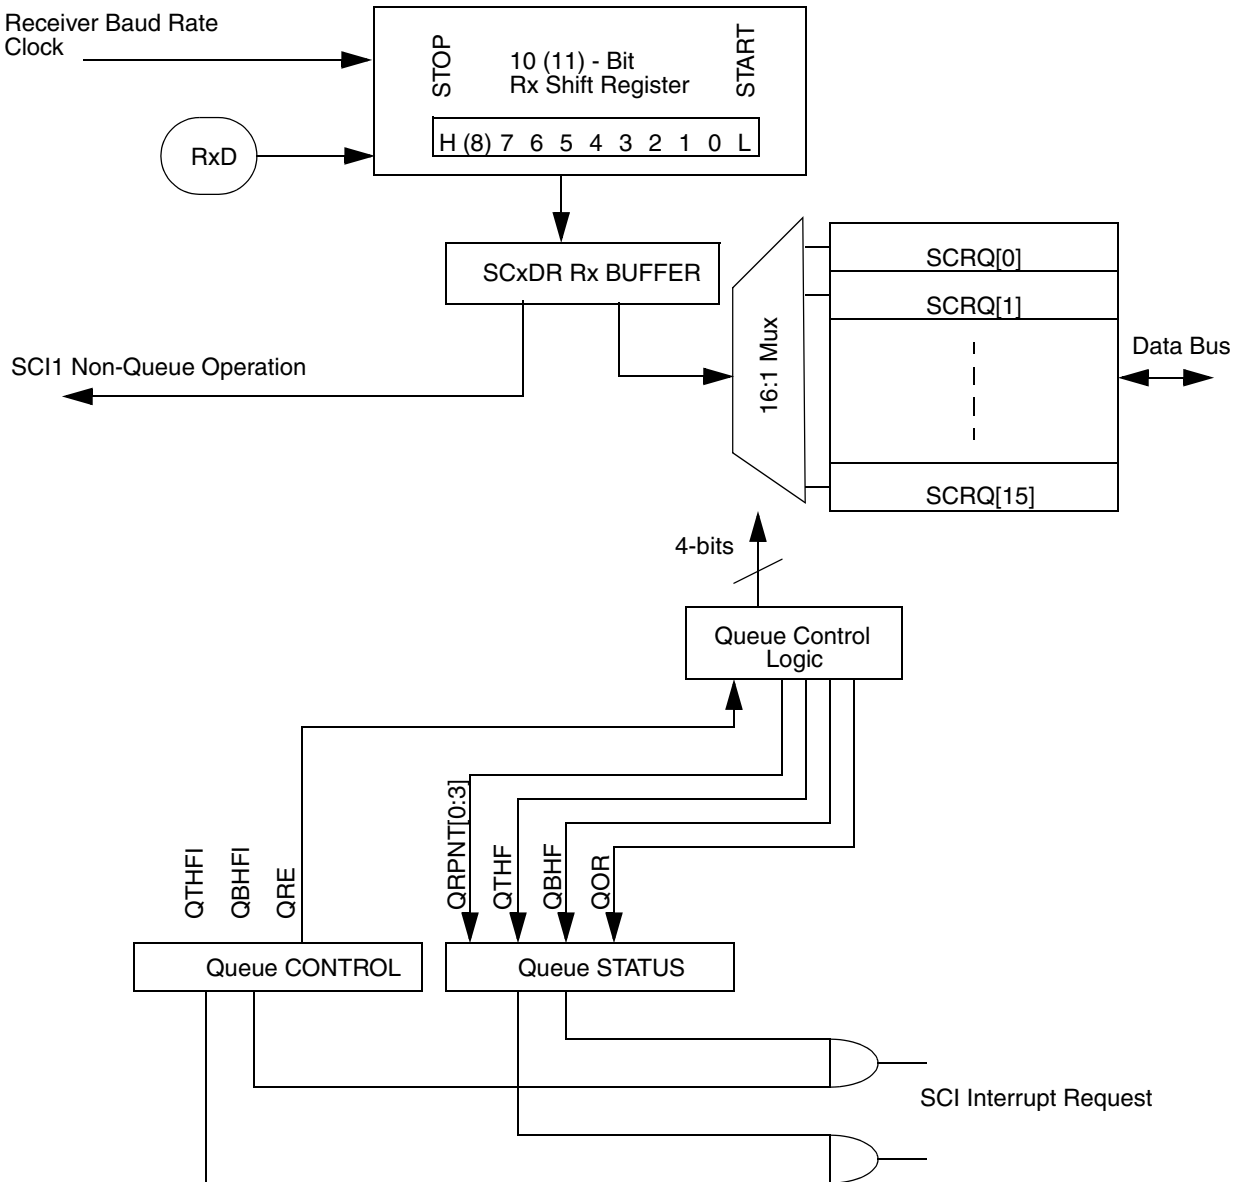 Receiver Baud Rate
Clock
STOP
10 (11) - Bit
Rx Shift Register
START
H (8) 7 6 5 4 3 2 1 0 L
RxD
SCxDR Rx BUFFER
16:1 Mux
SCRQ[0]
SCRQ[1]
SCRQ[15]
Data Bus
SCI1 Non-Queue Operation
4-bits
Queue Control
Logic
QTHFI
QBHFI
QRE
QRPNT[0:3]
QTHF
QBHF
QOR
Queue CONTROL
Queue STATUS
SCI Interrupt Request